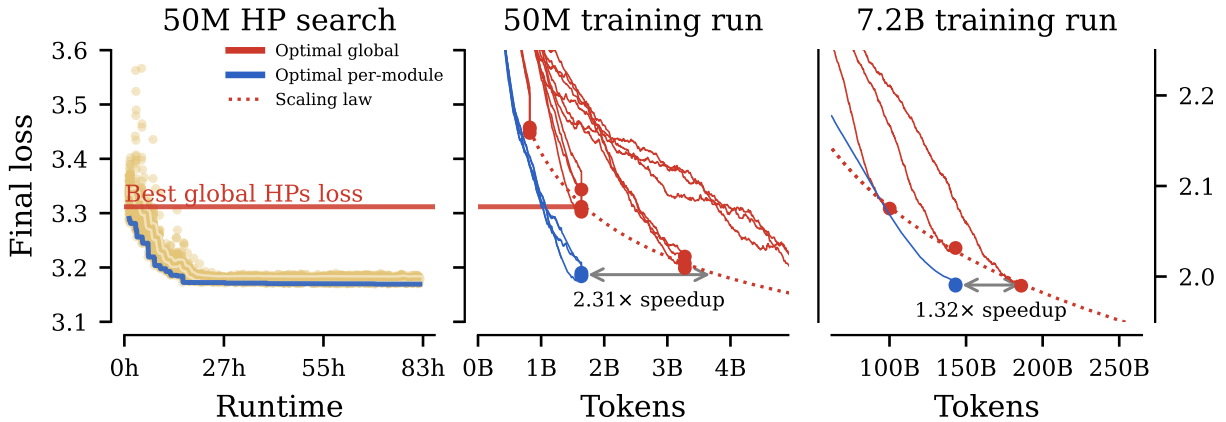 50M HP search
50M training run
7.2B training run
Optimal global
Optimal per-module
Scaling law
Best global HPs loss
Final loss
3.6
3.5
3.4
3.3
3.2
3.1
0h
27h
55h
83h
Runtime
2.31× speedup
0B
1B
2B
3B
4B
Tokens
1.32× speedup
2.2
2.1
2.0
100B
150B
200B
250B
Tokens